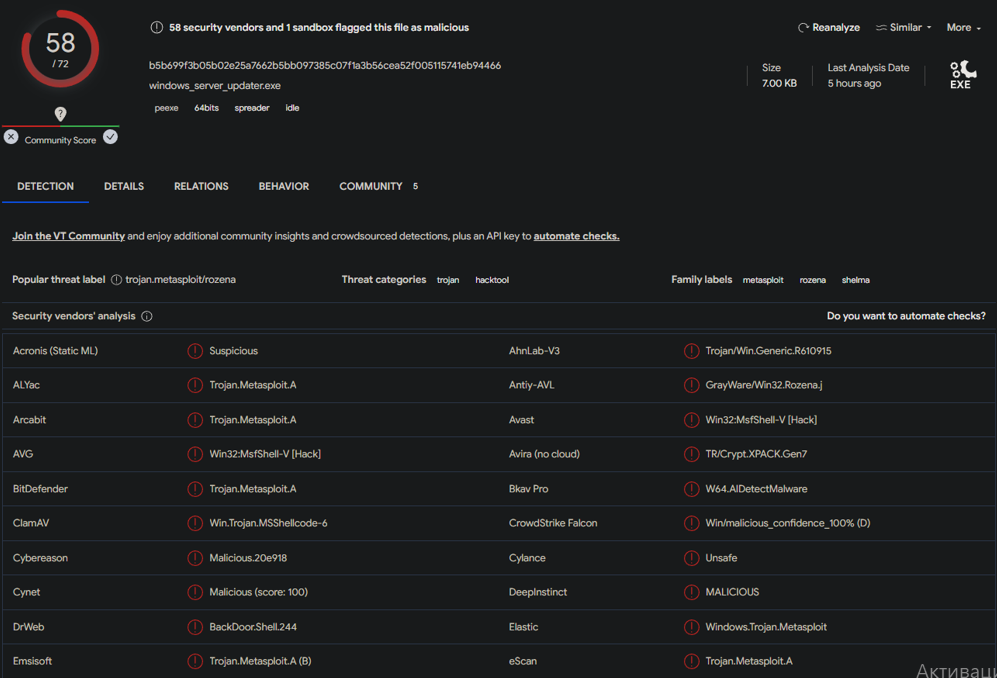 58
/ 72
58 security vendors and 1 sandbox flagged this file as malicious
Reanalyze
Similar
More
b5b699f3b05b02e25a7662b5bb097385c07f1a3b56cea52f005115741eb94466
windows_server_updater.exe
peexe 64bits spreader idle
Size
7.00 KB
Last Analysis Date
5 hours ago
EXE
?
Community Score
DETECTION DETAILS RELATIONS BEHAVIOR COMMUNITY 5
Join the VT Community and enjoy additional community insights and crowdsourced detections, plus an API key to automate checks.
Popular threat label trojan.metasploit/rozena Threat categories trojan hacktool Family labels metasploit rozena shelma
Security vendors' analysis Do you want to automate checks?
Acronis (Static ML) Suspicious AhnLab-V3 Trojan/Win.Generic.R610915
ALYac Trojan.Metasploit.A Antiy-AVL GrayWare/Win32.Rozena.j
Arcabit Trojan.Metasploit.A Avast Win32:MsfShell-V [Hack]
AVG Win32:MsfShell-V [Hack] Avira (no cloud) TR/Crypt.XPACK.Gen7
BitDefender Trojan.Metasploit.A Bkav Pro W64.AIDetectMalware
ClamAV Win.Trojan.MSShellcode-6 CrowdStrike Falcon Win/malicious_confidence_100% (D)
Cybereason Malicious.20e918 Cylance Unsafe
Cynet Malicious (score: 100) DeepInstinct MALICIOUS
DrWeb BackDoor.Shell.244 Elastic Windows.Trojan.Metasploit
Emsisoft Trojan.Metasploit.A (B) eScan Trojan.Metasploit.A